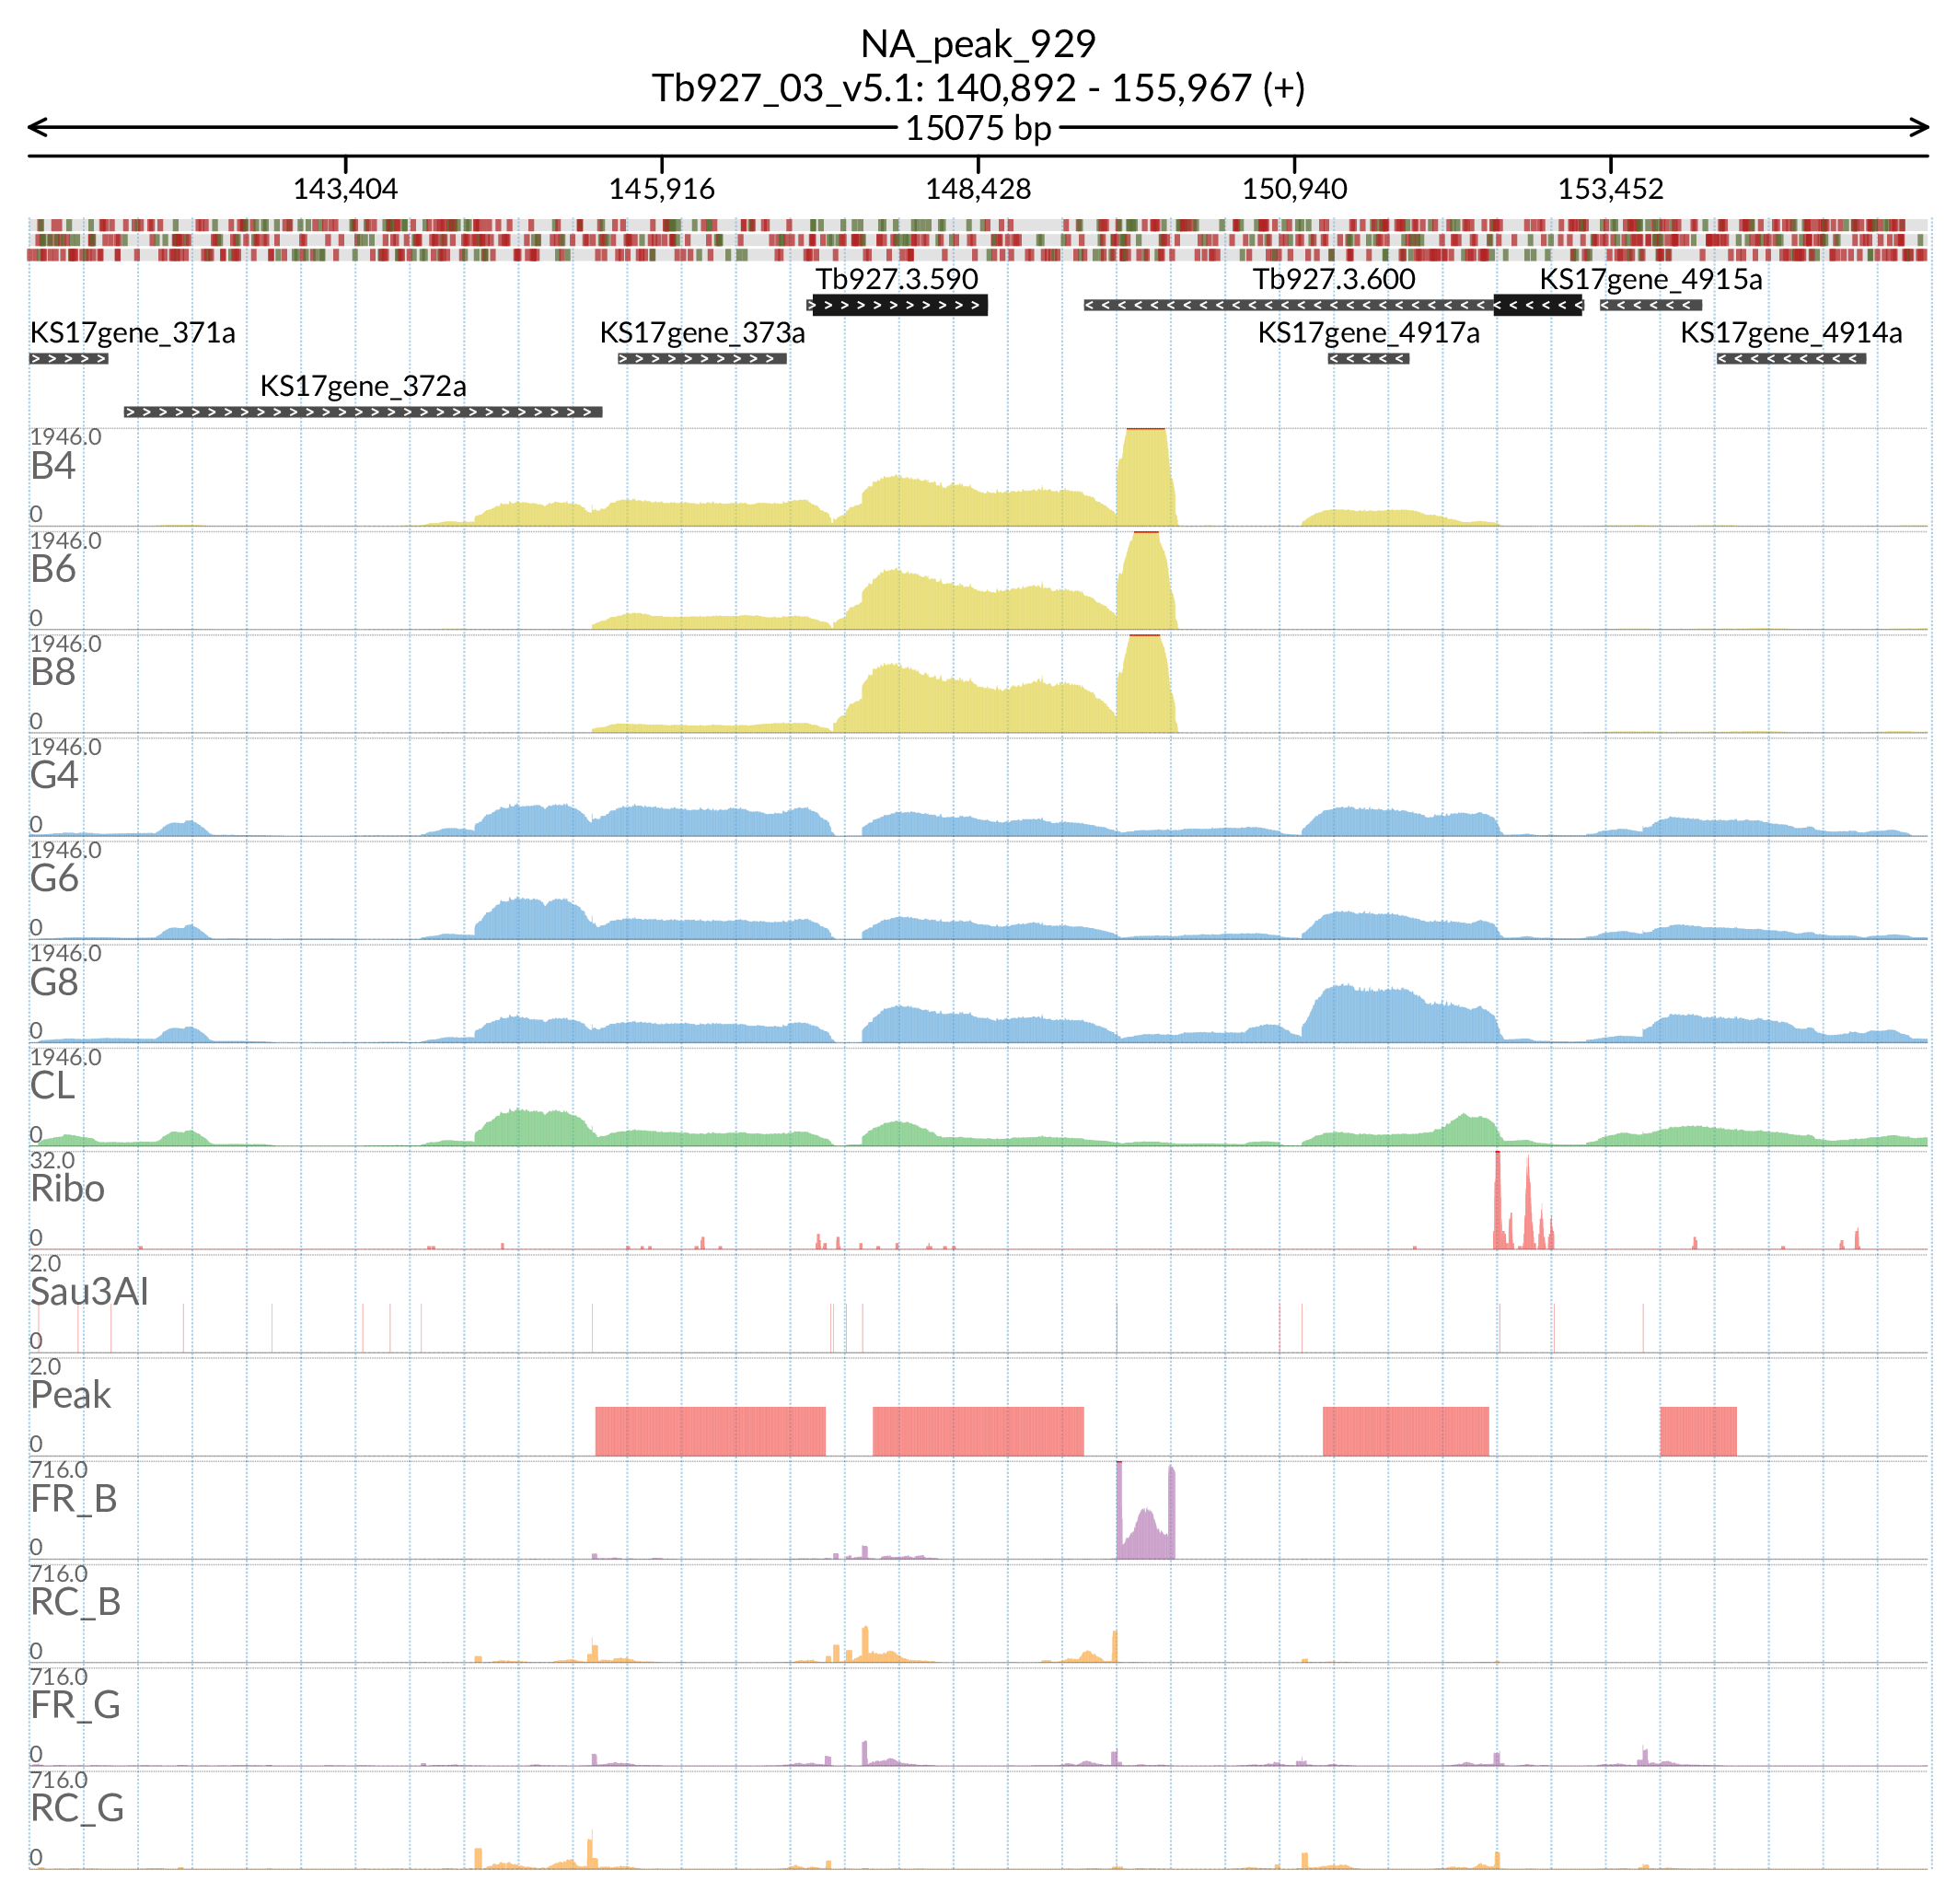 NA_peak_929
Tb927_03_v5.1: 140,892 - 155,967 (+)
15075 bp
143,404 145,916 148,428 150,940 153,452
Tb927.3.590 Tb927.3.600 KS17gene_4915a
KS17gene_371a KS17gene_373a KS17gene_4917a KS17gene_4914a
KS17gene_372a
1946.0
B4
0
1946.0
B6
0
1946.0
B8
0
1946.0
G4
0
1946.0
G6
0
1946.0
G8
0
1946.0
CL
0
32.0
Ribo
0
2.0
Sau3AI
0
2.0
Peak
0
716.0
FR_B
0
716.0
RC_B
0
716.0
FR_G
0
716.0
RC_G
0